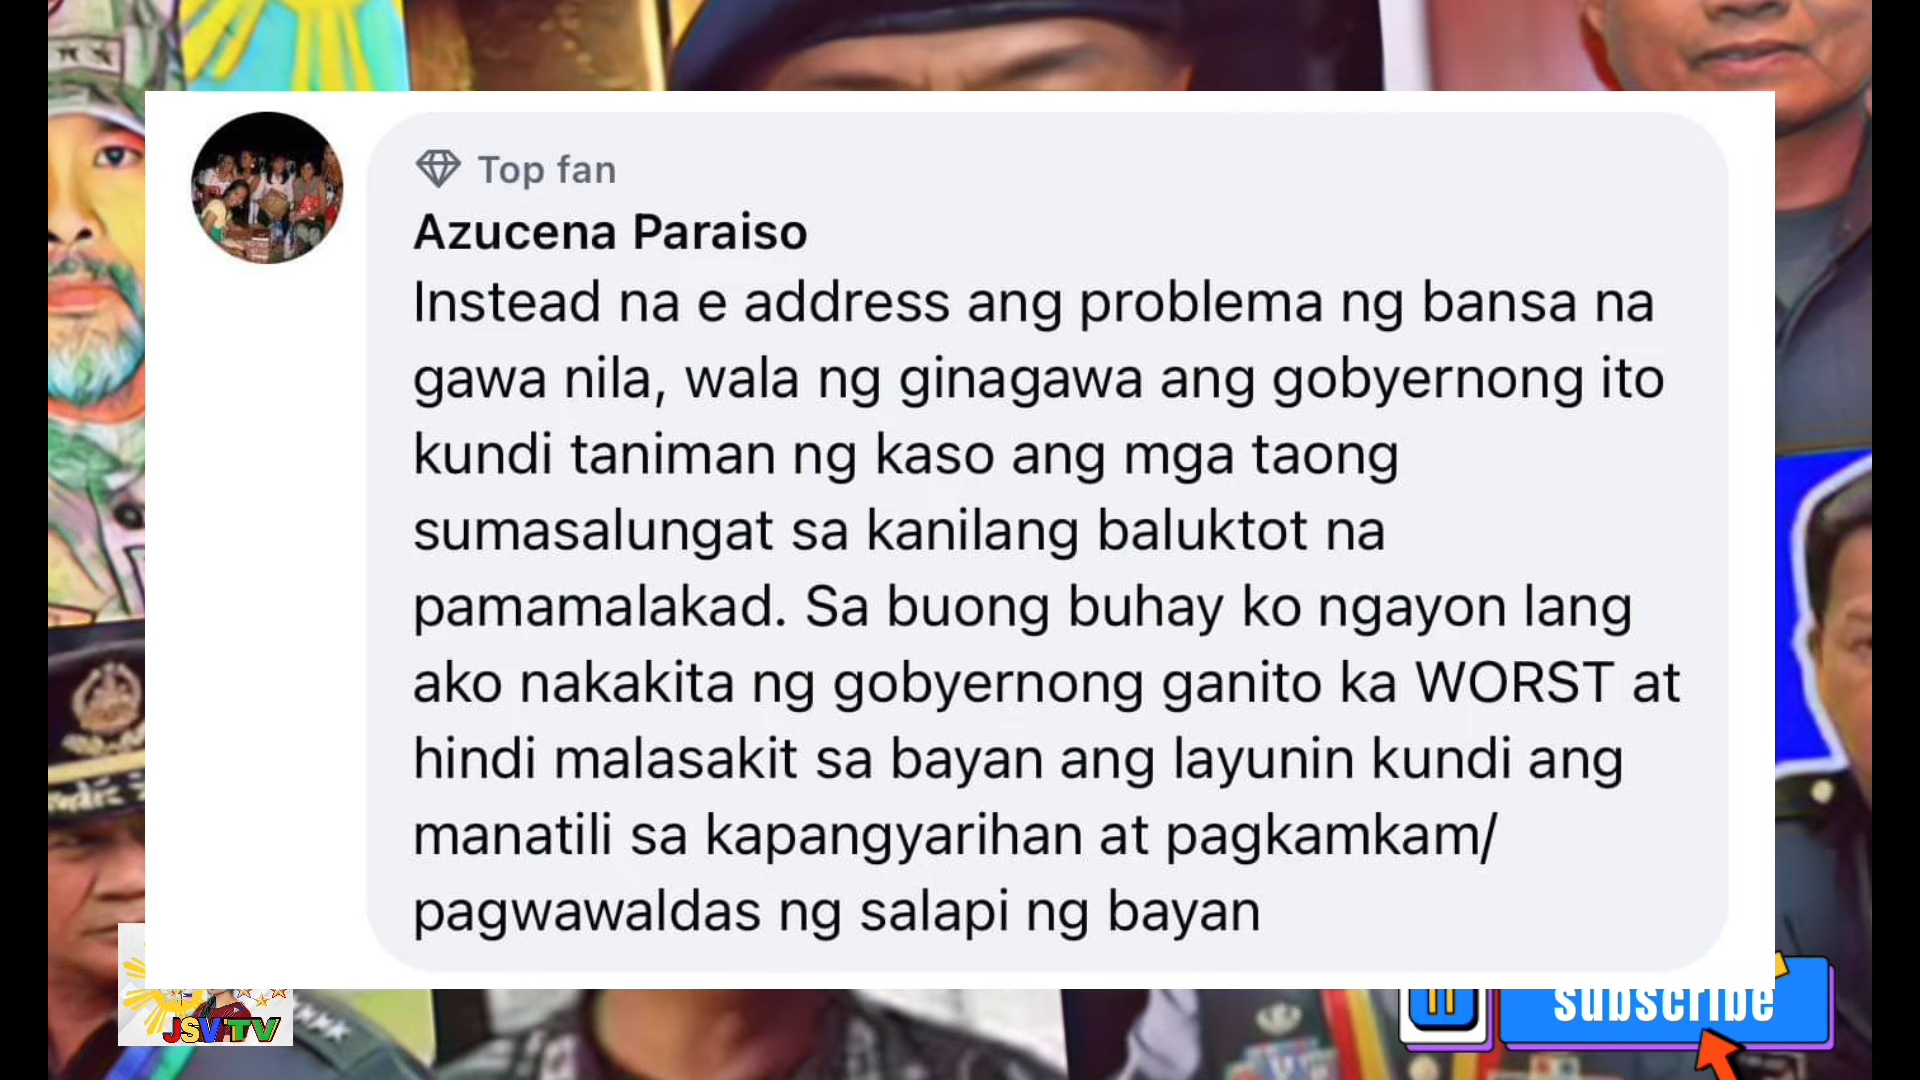 Top fan
Azucena Paraiso
Instead na e address ang problema ng bansa na
gawa nila, wala ng ginagawa ang gobyernong ito
kundi taniman ng kaso ang mga taong
sumasalungat sa kanilang baluktot na
pamamalakad. Sa buong buhay ko ngayon lang
ako nakakita ng gobyernong ganito ka WORST at
hindi malasakit sa bayan ang layunin kundi ang
manatili sa kapangyarihan at pagkamkam/
pagwawaldas ng salapi ng bayan
JSV TV
subscribe